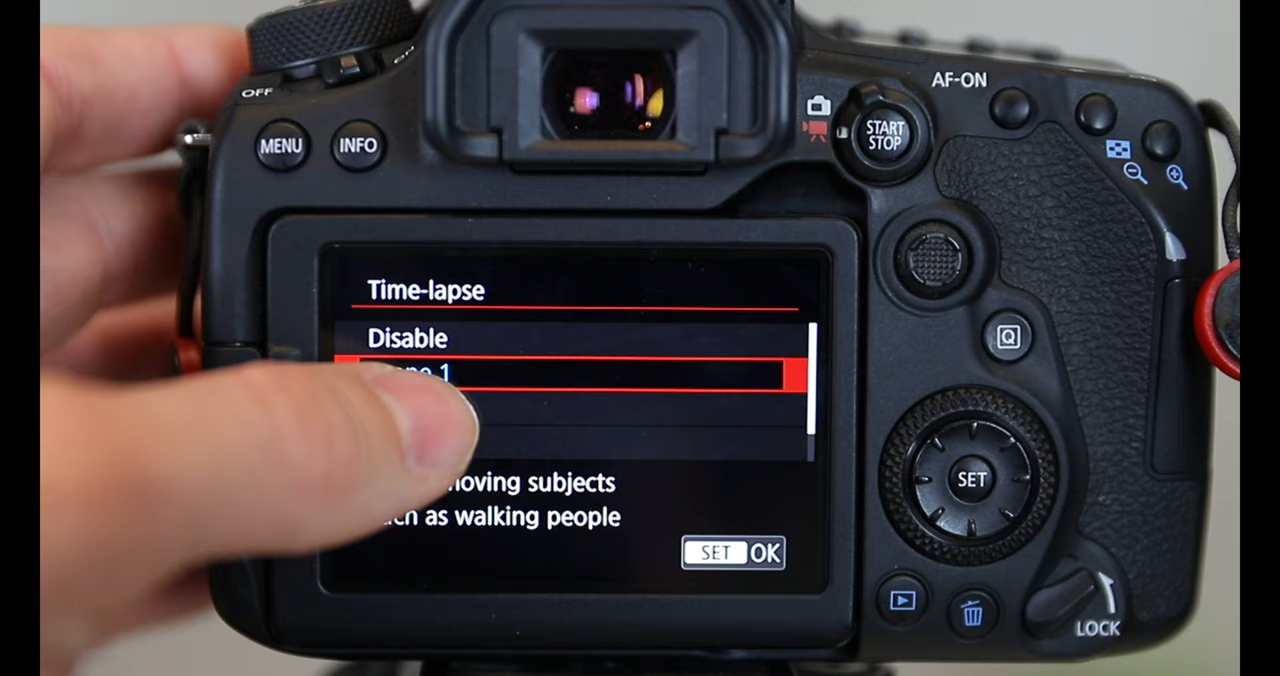 AF-ON
OFF
MENU
INFO
START
STOP
Time-lapse
Disable
1
Q
moving subjects
as walking people
SET
SET OK
LOCK